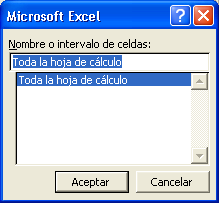 Microsoft Excel
Nombre o intervalo de celdas:
Toda la hoja de cálculo
Toda la hoja de cálculo
Aceptar
Cancelar